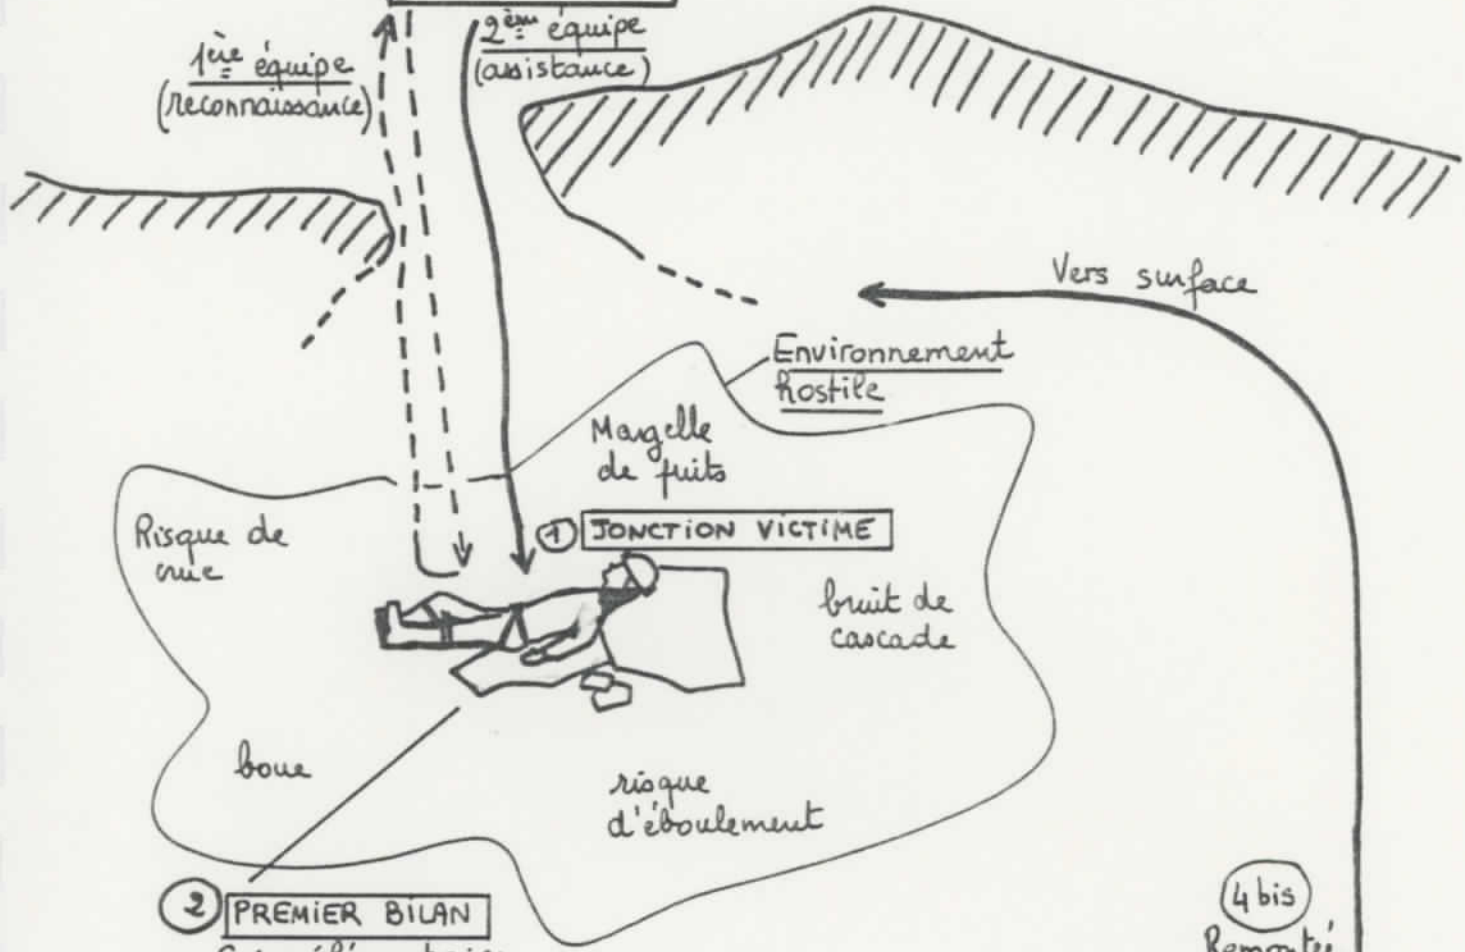 2ème équipe
(assistance)
1ère équipe
(reconnaissance)
Vers surface
Environnement
hostile
Margelle
de puits
1 JONCTION VICTIME
Risque de
crue
bruit de
cascade
boue
risque
d'éboulement
2 PREMIER BILAN
4 bis